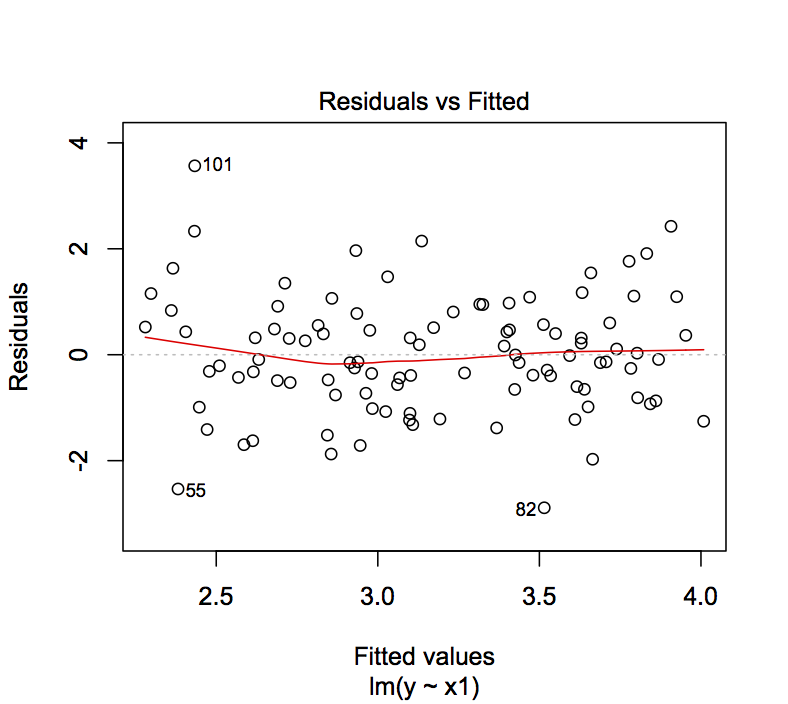 Residuals vs Fitted
4
101
2
Residuals
0
-2
55
82
2.5 3.0 3.5 4.0
Fitted values
lm(y ~ x1)